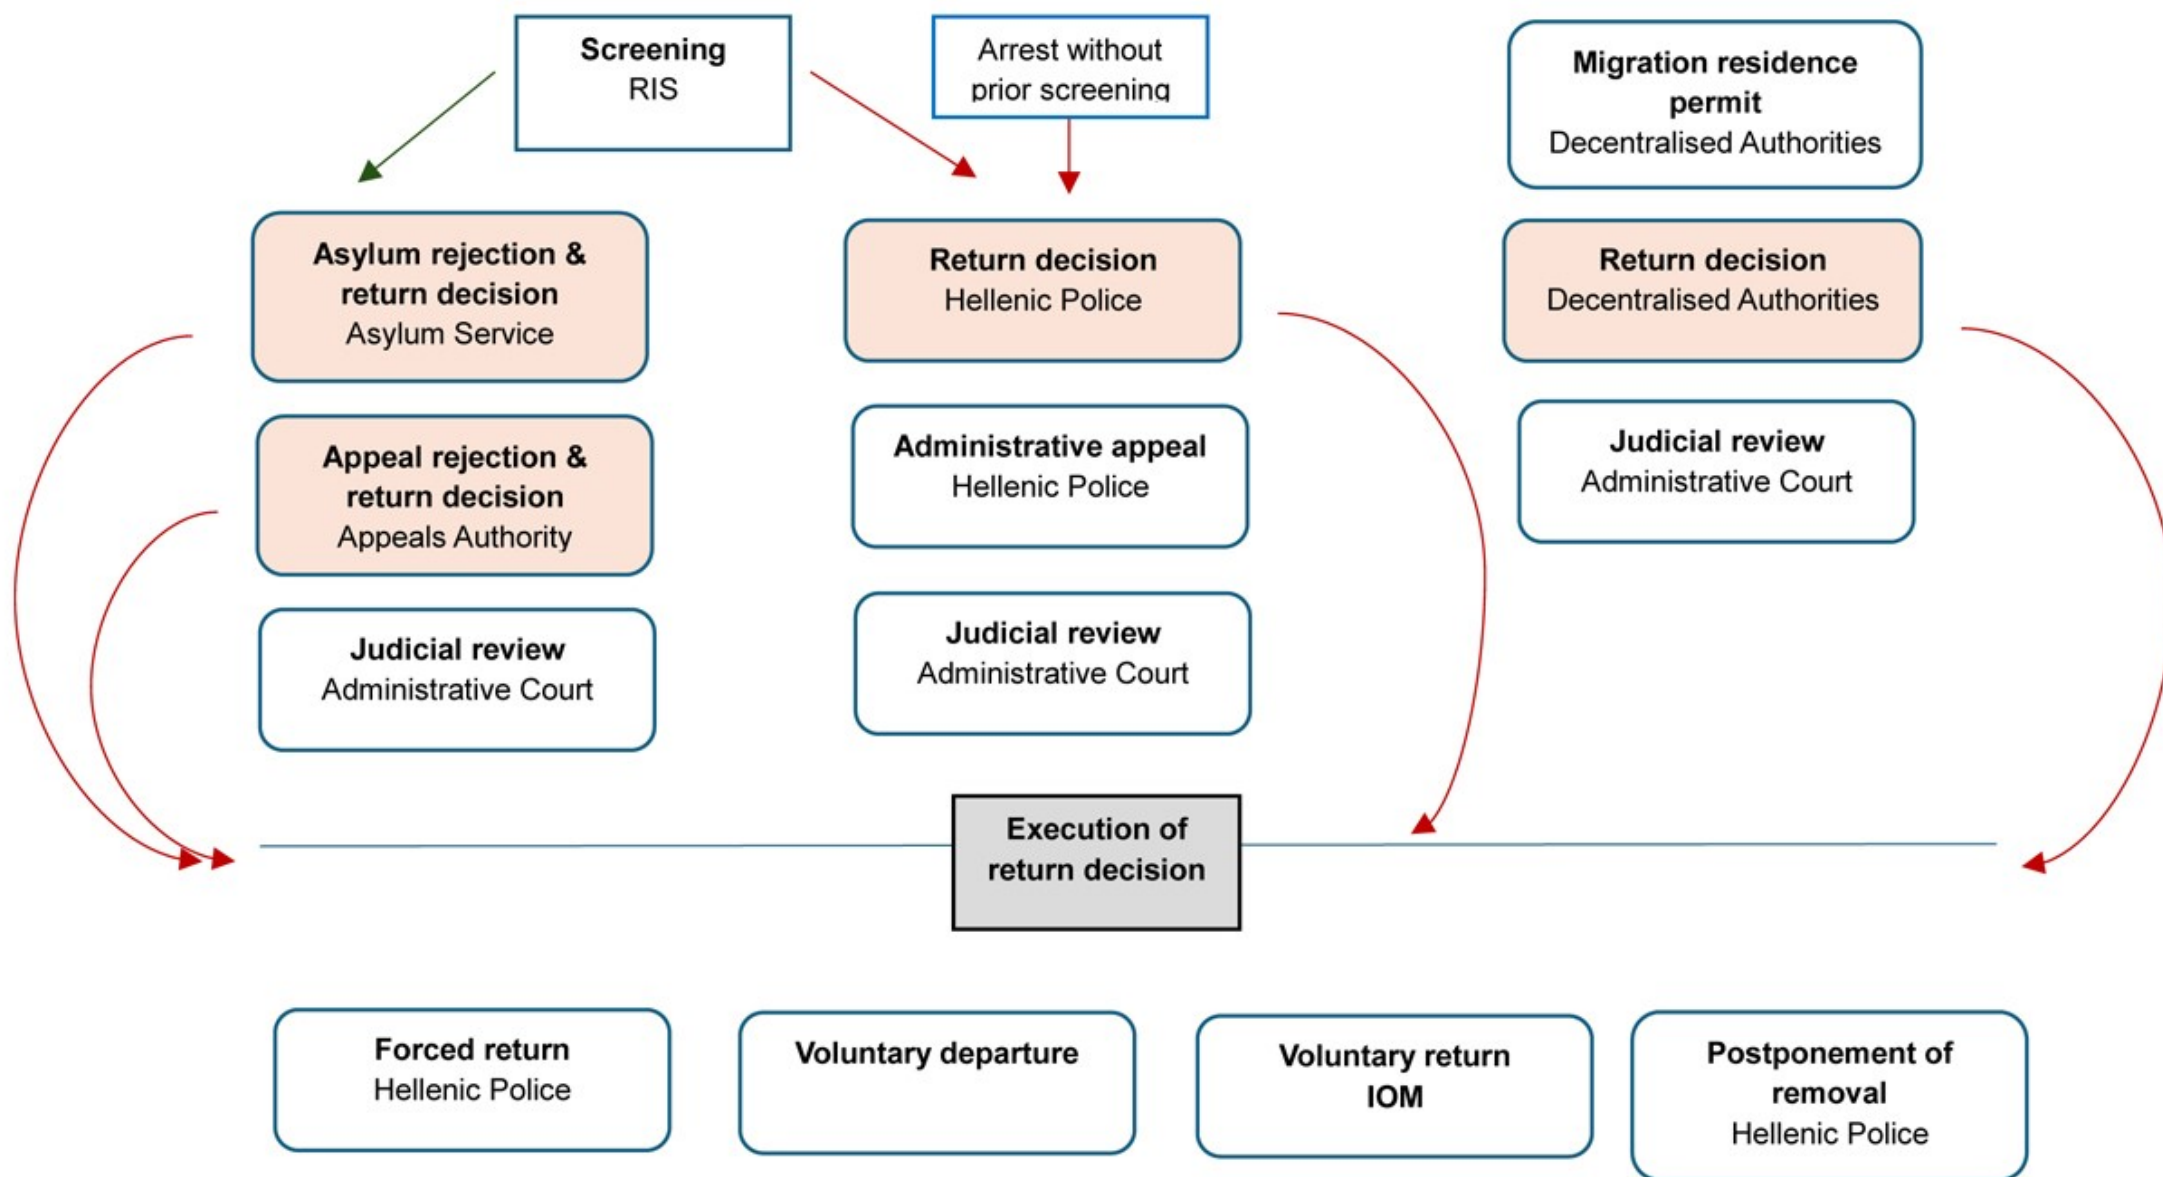 Screening
RIS
Arrest without
prior screening
Migration residence
permit
Decentralised Authorities
Asylum rejection &
return decision
Asylum Service
Return decision
Hellenic Police
Return decision
Decentralised Authorities
Appeal rejection &
return decision
Appeals Authority
Administrative appeal
Hellenic Police
Judicial review
Administrative Court
Judicial review
Administrative Court
Judicial review
Administrative Court
Execution of
return decision
Forced return
Hellenic Police
Voluntary departure
Voluntary return
IOM
Postponement of
removal
Hellenic Police